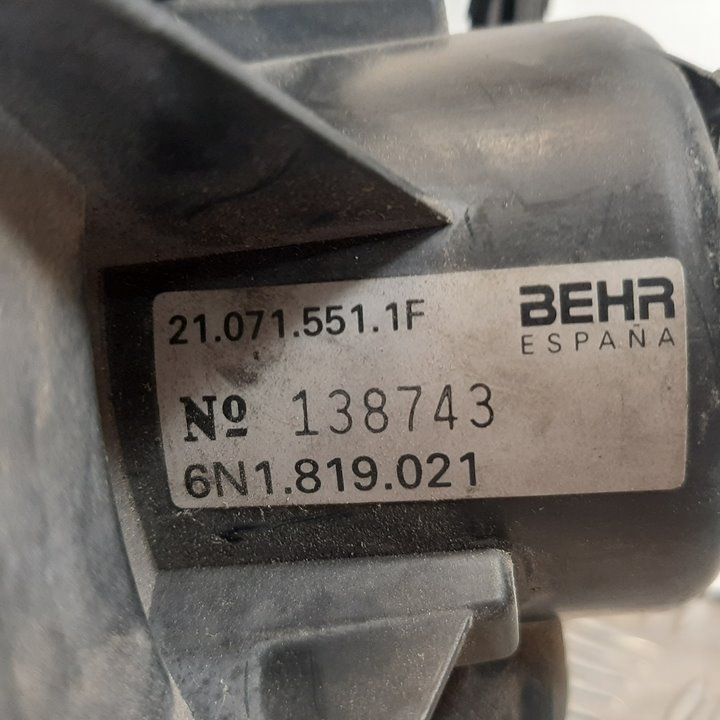 21.071.551.1F
BEHR
ESPAÑA
Nº 138743
6N1.819.021